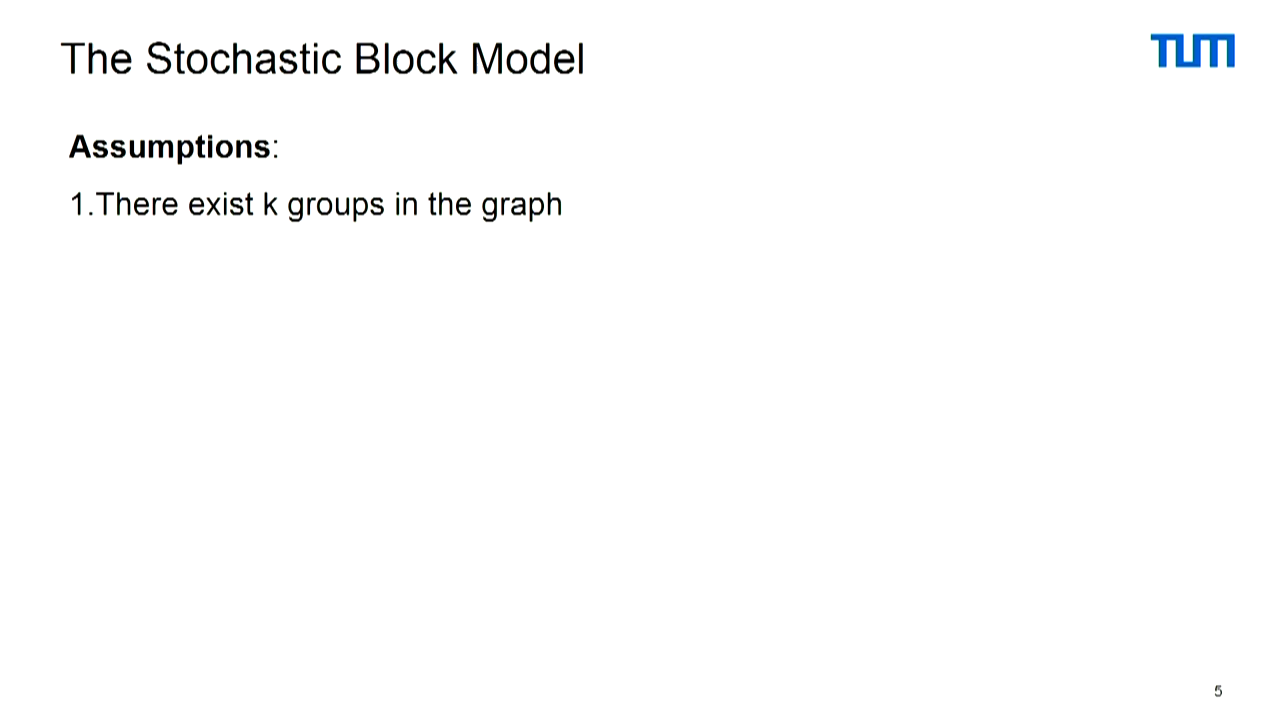 The Stochastic Block Model
TUM
Assumptions:
1.There exist k groups in the graph
5